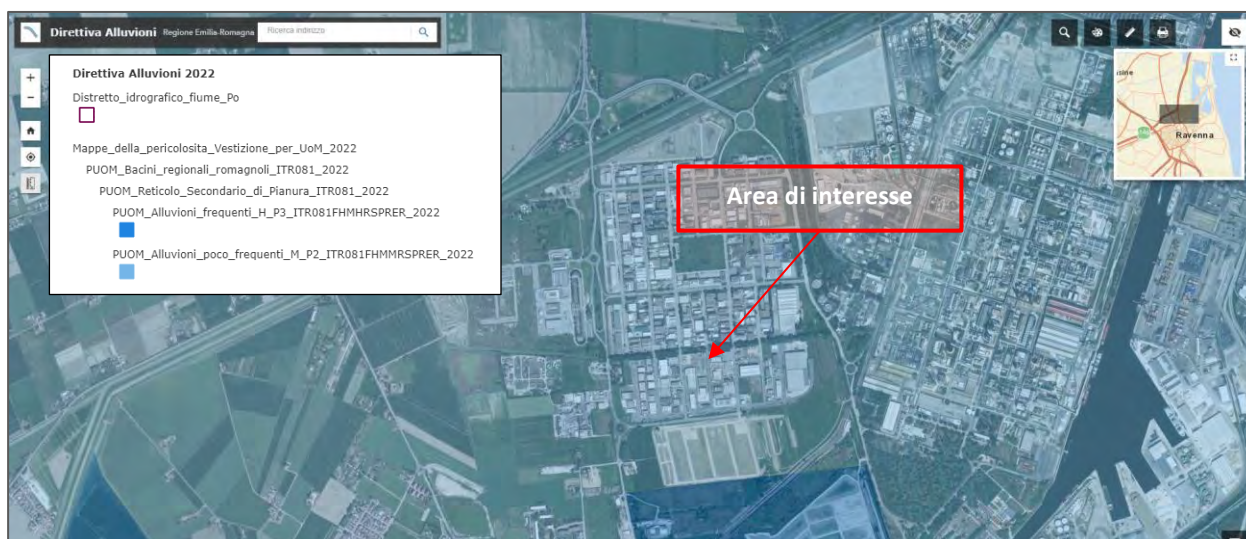 Direttiva Alluvioni Regione Emilia-Romagna Ricerca indirizzo
Direttiva Alluvioni 2022
Distretto_idrografico_fiume_Po
Mappe_della_pericolosita_Vestizione_per_UoM_2022
PUOM_Bacini_regionali_romagnoli_ITR081_2022
PUOM_Reticolo_Secondario_di_Pianura_ITR081_2022
PUOM_Alluvioni_frequenti_H_P3_ITR081FHMHRSPRER_2022
PUOM_Alluvioni_poco_frequenti_M_P2_ITR081FHMMRSPRER_2022
Area di interesse
Ravenna